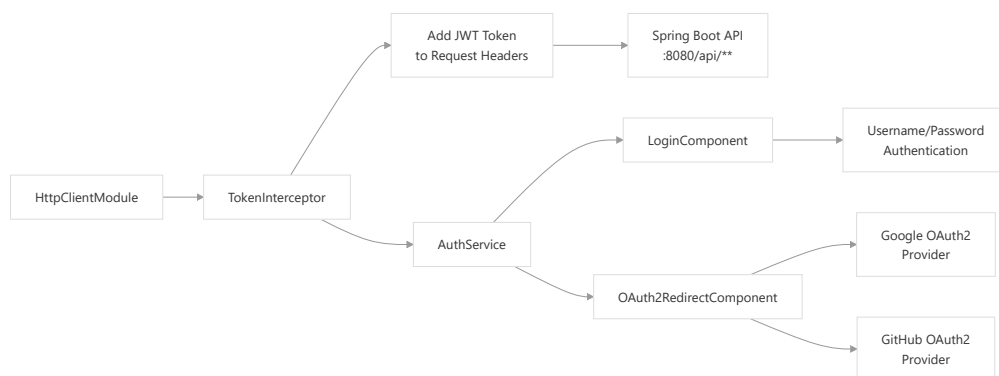 HttpClientModule
TokenInterceptor
Add JWT Token
to Request Headers
Spring Boot API
:8080/api/**
AuthService
LoginComponent
Username/Password
Authentication
OAuth2RedirectComponent
Google OAuth2
Provider
GitHub OAuth2
Provider